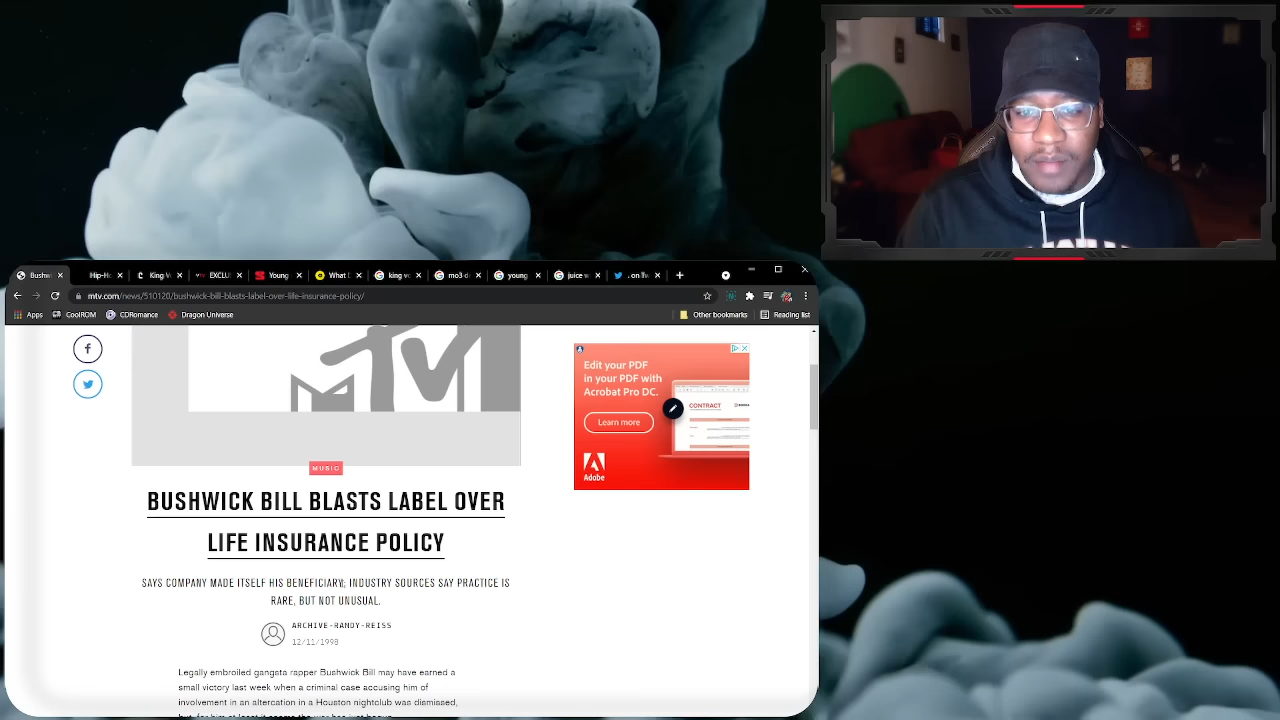 Bushw
Hip-Ho
King V
EXCLU
Young
What D
king vo
mo3 d
young
juice w
. on Tw
mtv.com/news/510120/bushwick-bill-blasts-label-over-life-insurance-policy/
Apps
CoolROM
CDRomance
Dragon Universe
Other bookmarks
Reading list
MTV
MUSIC
BUSHWICK BILL BLASTS LABEL OVER
LIFE INSURANCE POLICY
SAYS COMPANY MADE ITSELF HIS BENEFICIARY; INDUSTRY SOURCES SAY PRACTICE IS
RARE, BUT NOT UNUSUAL.
ARCHIVE-RANDY-REISS
12/11/1998
Legally embroiled gangsta rapper Bushwick Bill may have earned a
small victory last week when a criminal case accusing him of
involvement in an altercation in a Houston nightclub was dismissed,
Edit your PDF
in your PDF with
Acrobat Pro DC.
Learn more
Adobe
CONTRACT